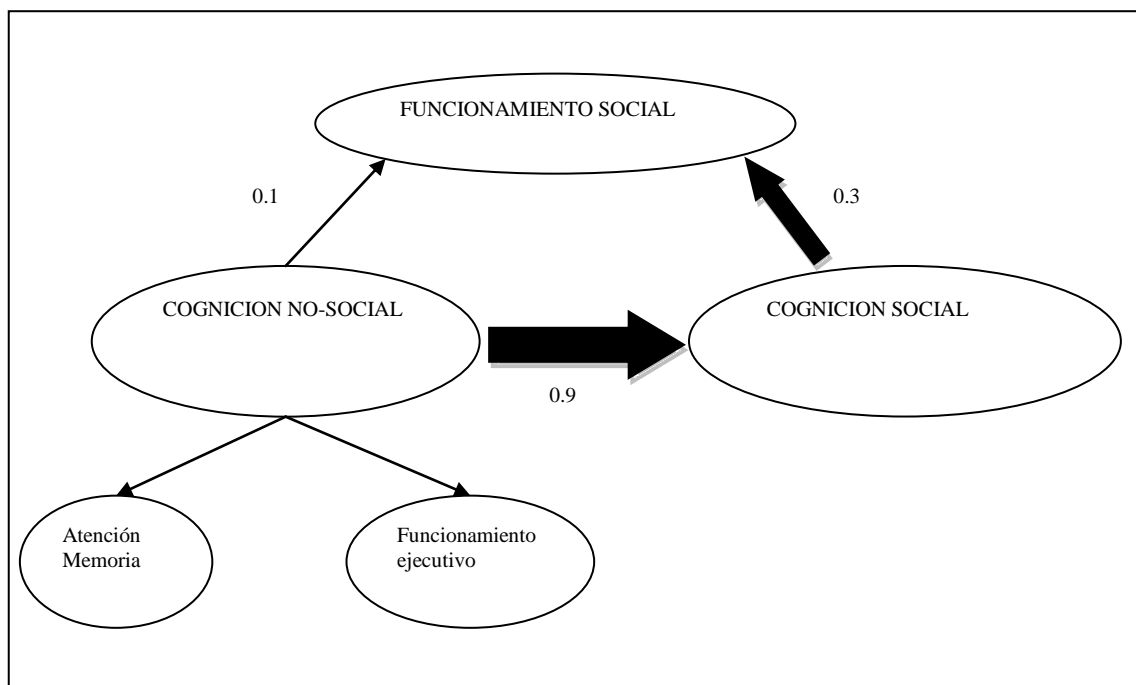 FUNCIONAMIENTO SOCIAL
0.1
0.3
COGNICION NO-SOCIAL
COGNICION SOCIAL
0.9
Atención
Memoria
Funcionamiento
ejecutivo